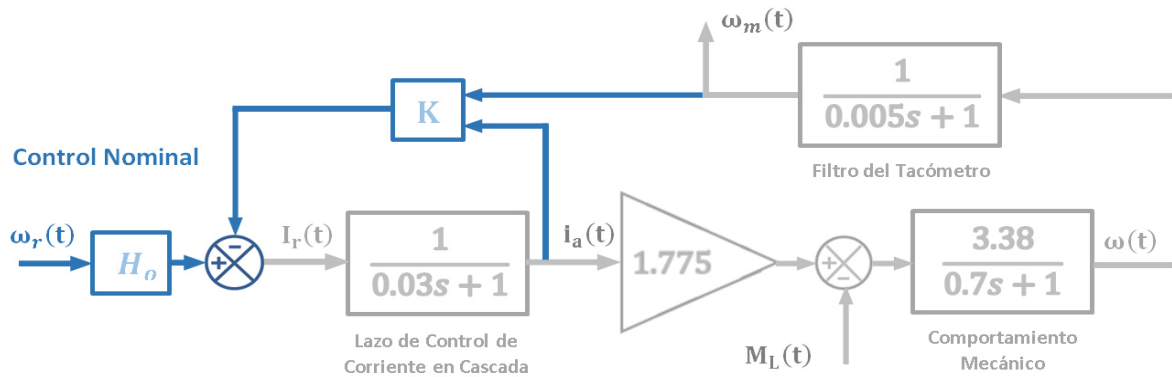 ω_m(t)
1
0.005s + 1
Filtro del Tacómetro
K
Control Nominal
ω_r(t)
H_o
+
−
I_r(t)
1
0.03s + 1
Lazo de Control de
Corriente en Cascada
i_a(t)
1.775
+
−
M_L(t)
3.38
0.7s + 1
Comportamiento
Mecánico
ω(t)